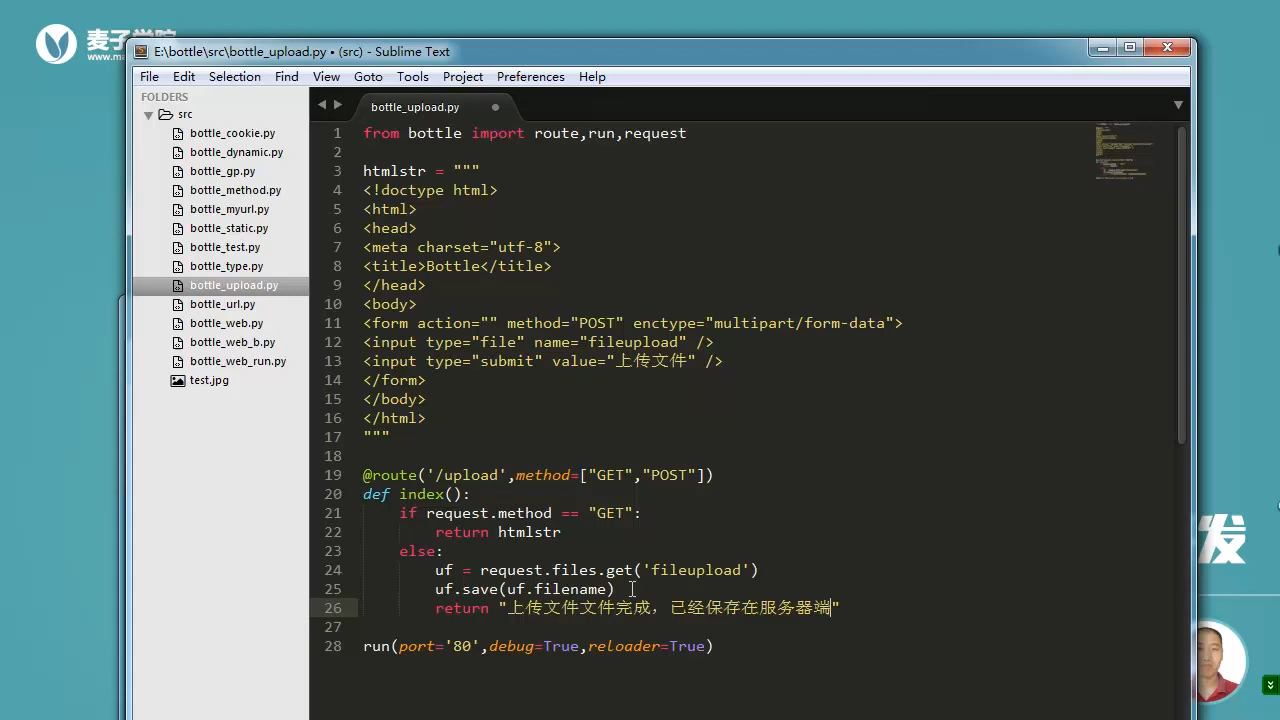 麦子学院
www.ma
E:\bottle\src\bottle_upload.py • (src) - Sublime Text
File Edit Selection Find View Goto Tools Project Preferences Help
FOLDERS
src
bottle_cookie.py
bottle_dynamic.py
bottle_gp.py
bottle_method.py
bottle_myurl.py
bottle_static.py
bottle_test.py
bottle_type.py
bottle_upload.py
bottle_url.py
bottle_web.py
bottle_web_b.py
bottle_web_run.py
test.jpg
bottle_upload.py
1 from bottle import route,run,request
2
3 htmlstr = """
4 <!doctype html>
5 <html>
6 <head>
7 <meta charset="utf-8">
8 <title>Bottle</title>
9 </head>
10 <body>
11 <form action="" method="POST" enctype="multipart/form-data">
12 <input type="file" name="fileupload" />
13 <input type="submit" value="上传文件" />
14 </form>
15 </body>
16 </html>
17 """
18
19 @route('/upload',method=["GET","POST"])
20 def index():
21 if request.method == "GET":
22 return htmlstr
23 else:
24 uf = request.files.get('fileupload')
25 uf.save(uf.filename)
26 return "上传文件文件完成，已经保存在服务器端"
27
28 run(port='80',debug=True,reloader=True)
发